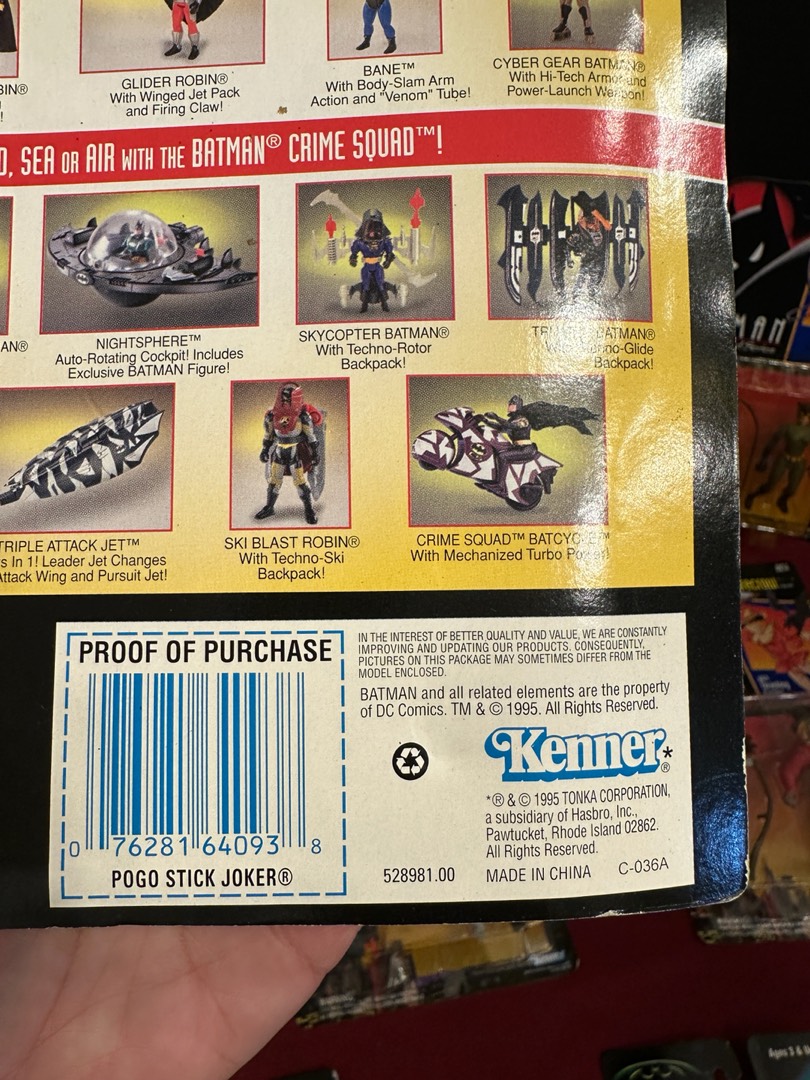 BIN®
!
GLIDER ROBIN®
With Winged Jet Pack
and Firing Claw!
BANE™
With Body-Slam Arm
Action and "Venom" Tube!
CYBER GEAR BATMAN®
With Hi-Tech Armor and
Power-Launch Weapon!
D, SEA OR AIR WITH THE BATMAN® CRIME SQUAD™!
AN®
NIGHTSPHERE™
Auto-Rotating Cockpit! Includes
Exclusive BATMAN Figure!
SKYCOPTER BATMAN®
With Techno-Rotor
Backpack!
BATMAN®
Techno-Glide
Backpack!
TRIPLE ATTACK JET™
s In 1! Leader Jet Changes
Attack Wing and Pursuit Jet!
SKI BLAST ROBIN®
With Techno-Ski
Backpack!
CRIME SQUAD™ BATCYCLE™
With Mechanized Turbo Power!
PROOF OF PURCHASE
0 76281 64093 8
POGO STICK JOKER®
IN THE INTEREST OF BETTER QUALITY AND VALUE, WE ARE CONSTANTLY
IMPROVING AND UPDATING OUR PRODUCTS. CONSEQUENTLY,
PICTURES ON THIS PACKAGE MAY SOMETIMES DIFFER FROM THE
MODEL ENCLOSED.
BATMAN and all related elements are the property
of DC Comics. TM & © 1995. All Rights Reserved.
Kenner®*
*® & © 1995 TONKA CORPORATION,
a subsidiary of Hasbro, Inc.,
Pawtucket, Rhode Island 02862.
All Rights Reserved.
528981.00
MADE IN CHINA
C-036A
MAN
Kenner
Ages 3 &